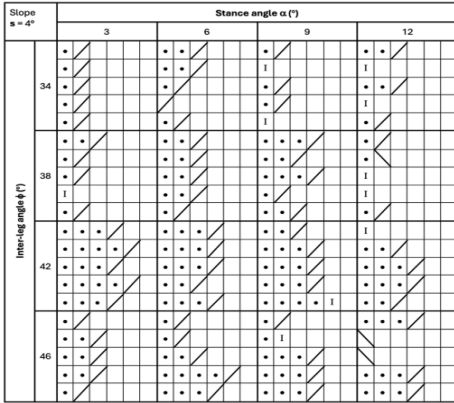 Slope
s = 4°
Stance angle α (°)
3 6 9 12
Inter-leg angle ϕ (°)
34
I I
I
I
38
I
I I
42
I
I
46
I